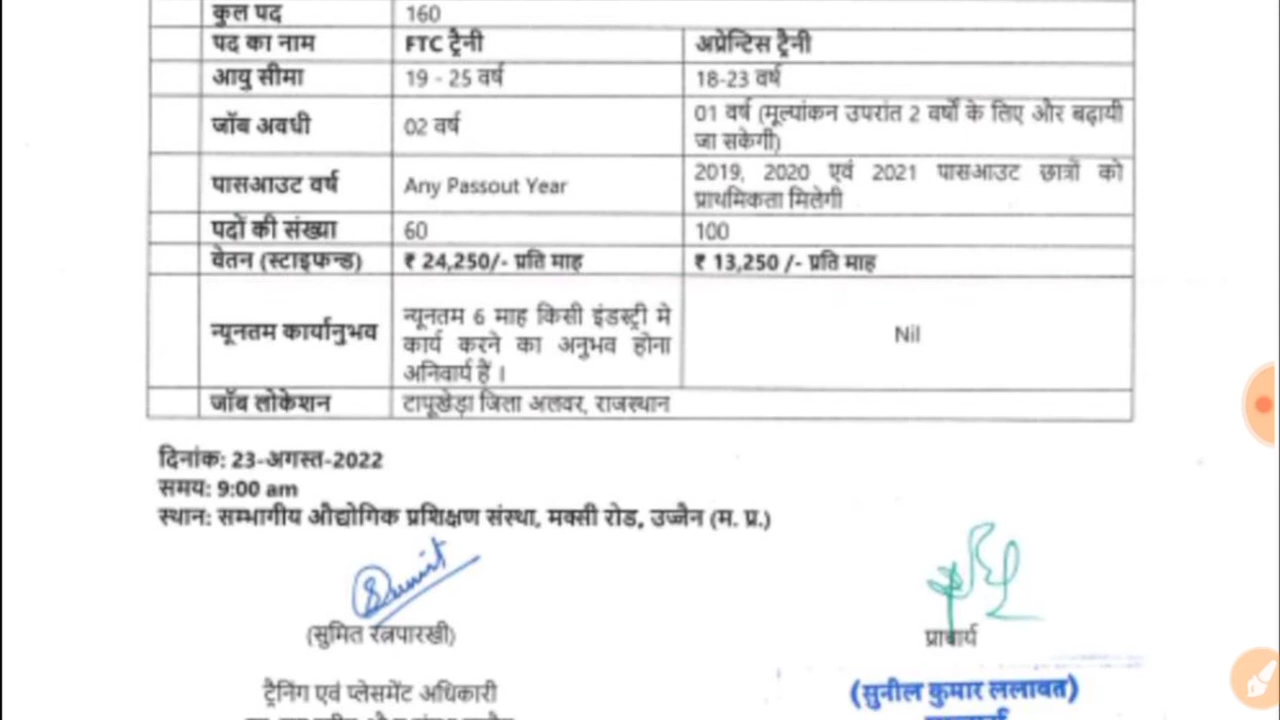 कुल पद 160
पद का नाम FTC ट्रैनी अप्रेन्टिस ट्रैनी
आयु सीमा 19 - 25 वर्ष 18-23 वर्ष
जॉब अवधी 02 वर्ष 01 वर्ष (मूल्यांकन उपरांत 2 वर्षों के लिए और बढ़ायी
जा सकेगी)
पासआउट वर्ष Any Passout Year 2019, 2020 एवं 2021 पासआउट छात्रों को
प्राथमिकता मिलेगी
पदों की संख्या 60 100
वेतन (स्टाइफन्ड) ₹ 24,250/- प्रति माह ₹ 13,250 /- प्रति माह
न्यूनतम कार्यानुभव न्यूनतम 6 माह किसी इंडस्ट्री मे
कार्य करने का अनुभव होना
अनिवार्य हैं ।
Nil
जॉब लोकेशन टापूखेड़ा जिला अलवर, राजस्थान
दिनांक: 23-अगस्त-2022
समय: 9:00 am
स्थान: सम्भागीय औद्योगिक प्रशिक्षण संस्था, मक्सी रोड, उज्जैन (म. प्र.)
Sumit
(सुमित रत्नपारखी) प्राचार्य
ट्रैनिंग एवं प्लेसमेंट अधिकारी (सुनील कुमार ललावत)